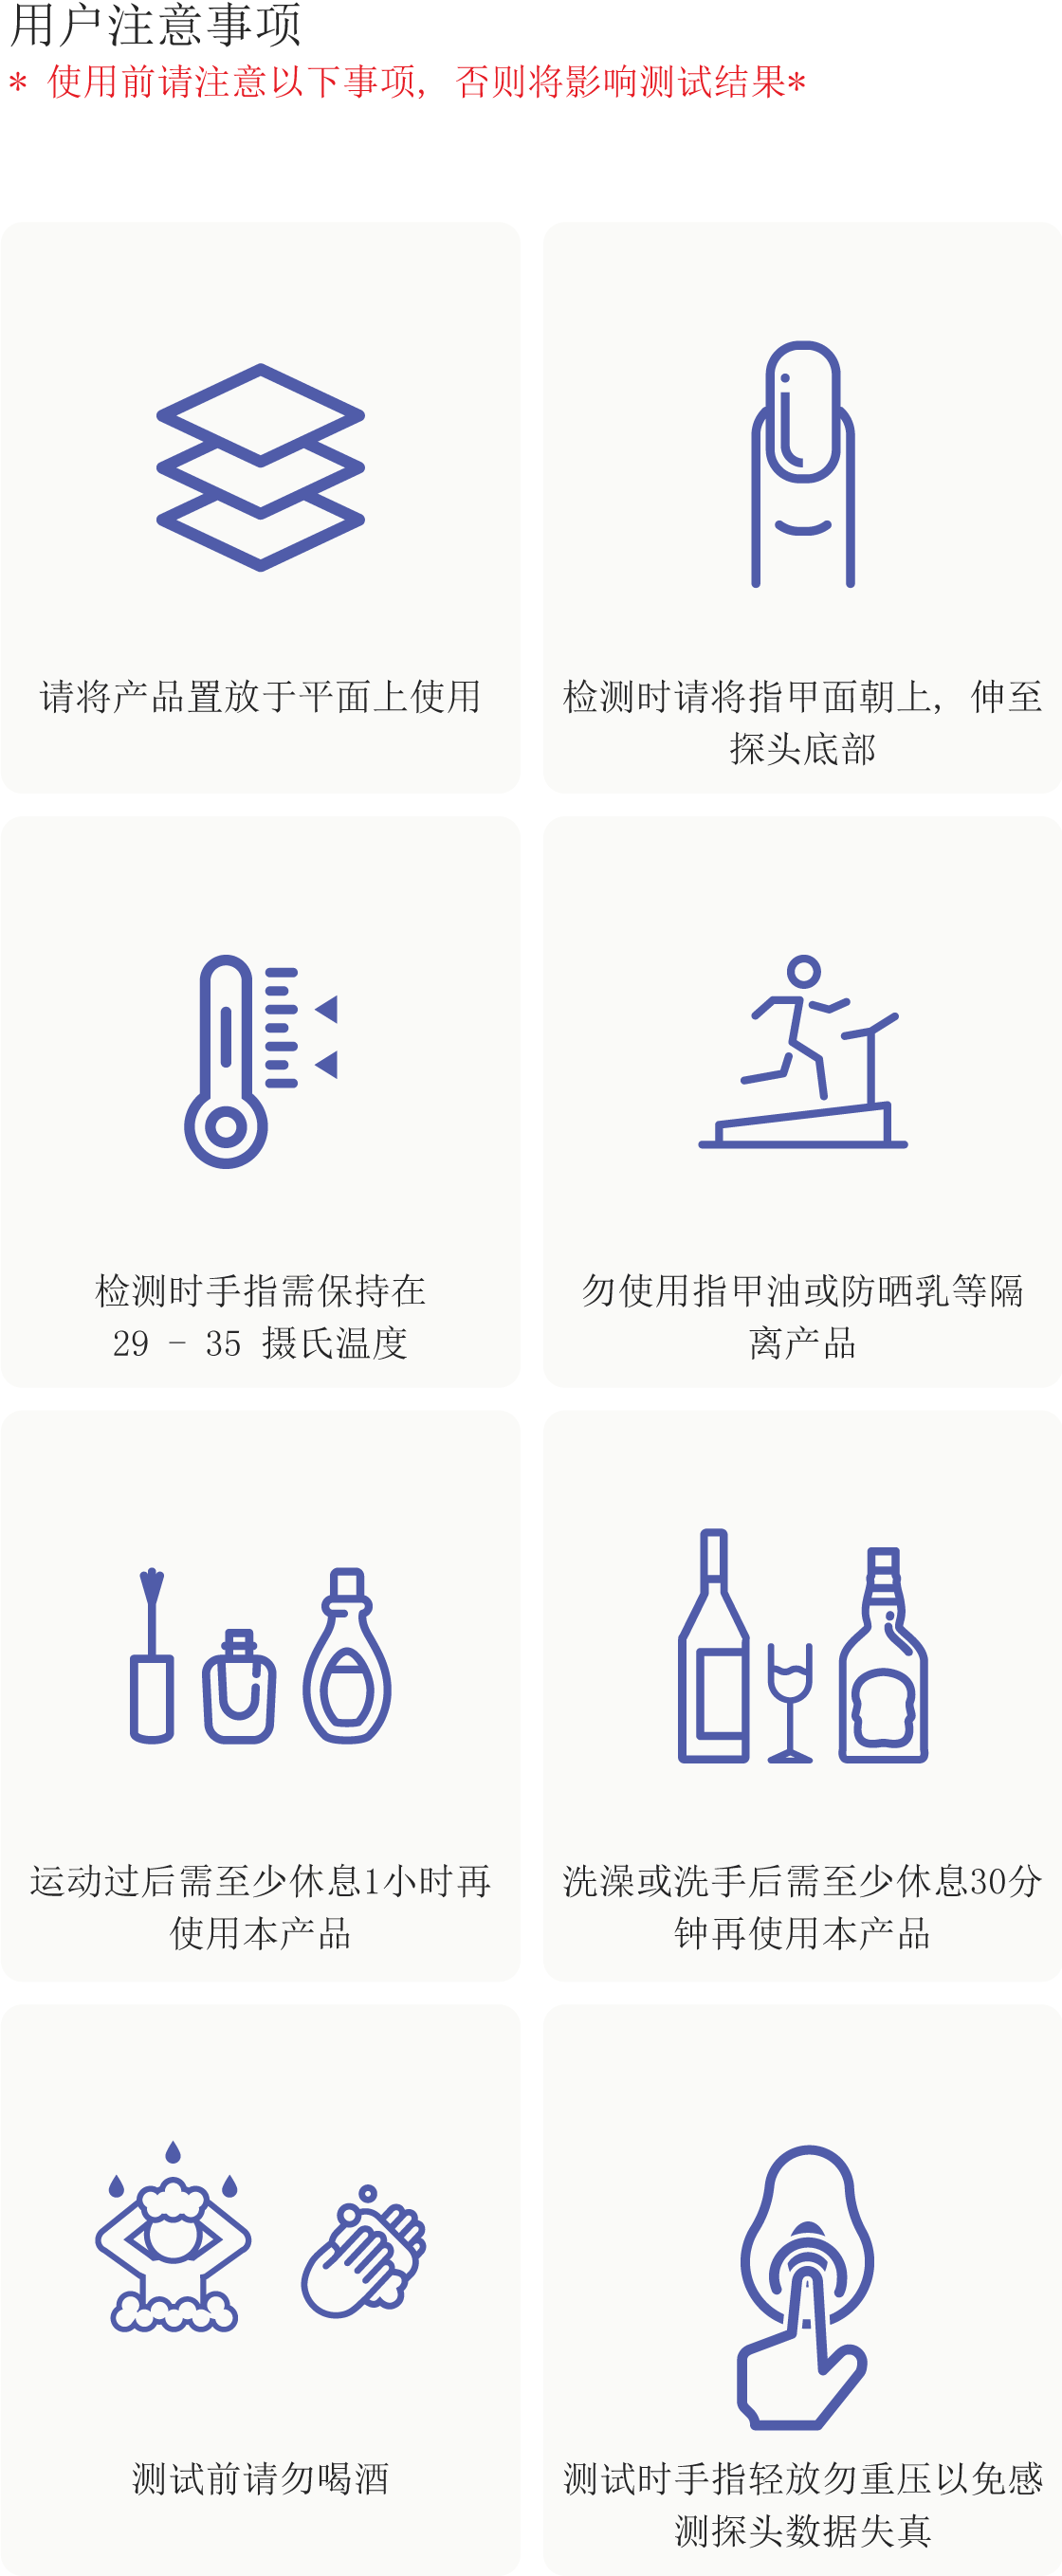 用户注意事项
* 使用前请注意以下事项, 否则将影响测试结果*
请将产品置放于平面上使用
检测时请将指甲面朝上, 伸至
探头底部
检测时手指需保持在
29 - 35 摄氏温度
勿使用指甲油或防晒乳等隔
离产品
运动过后需至少休息1小时再
使用本产品
洗澡或洗手后需至少休息30分
钟再使用本产品
测试前请勿喝酒
测试时手指轻放勿重压以免感
测探头数据失真